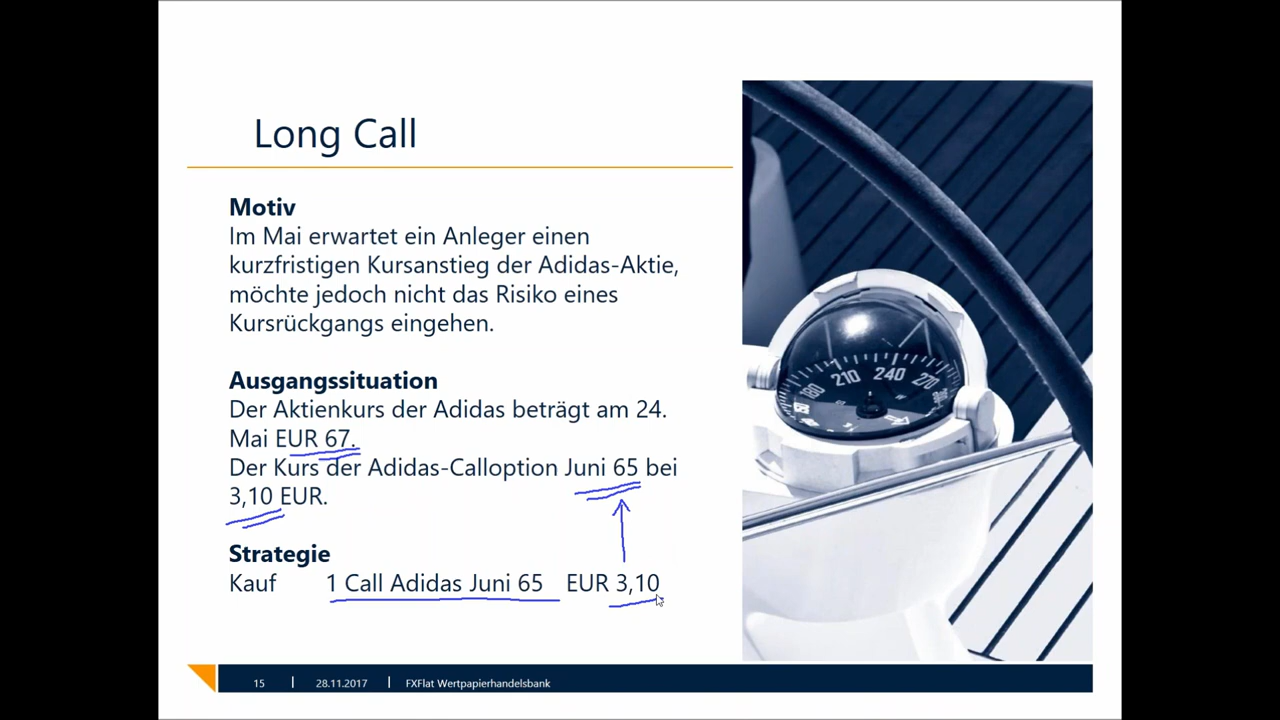 Long Call
Motiv
Im Mai erwartet ein Anleger einen
kurzfristigen Kursanstieg der Adidas-Aktie,
möchte jedoch nicht das Risiko eines
Kursrückgangs eingehen.
Ausgangssituation
Der Aktienkurs der Adidas beträgt am 24.
Mai EUR 67.
Der Kurs der Adidas-Calloption Juni 65 bei
3,10 EUR.
Strategie
Kauf 1 Call Adidas Juni 65 EUR 3,10
180 210 240 270
15 | 28.11.2017 | FXFlat Wertpapierhandelsbank